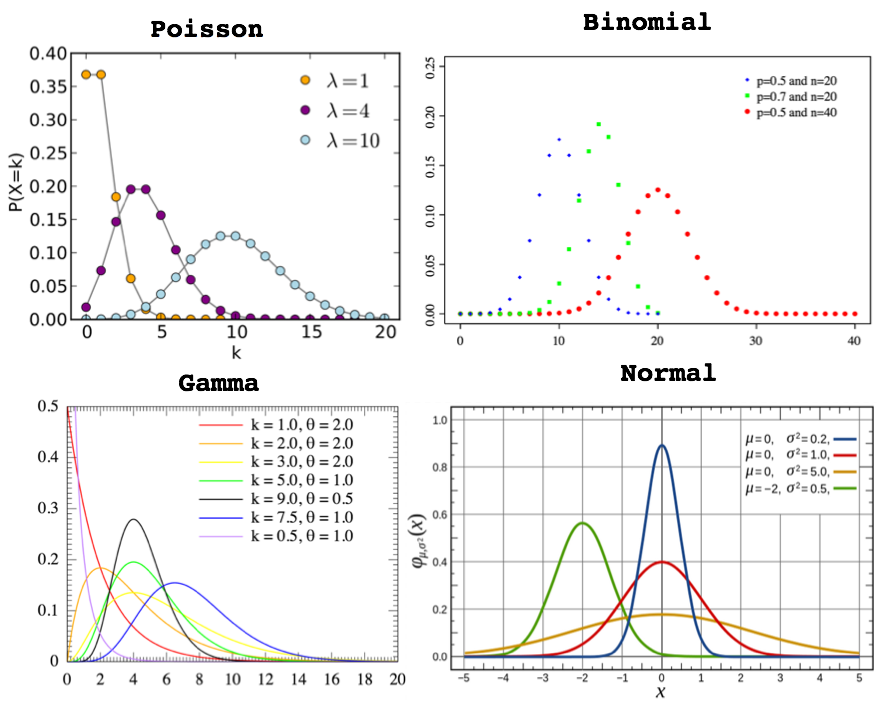 Poisson
0.40
0.35
0.30
0.25
0.20
0.15
0.10
0.05
0.00
P(X=k)
λ=1
λ=4
λ=10
0 5 10 15 20
k
Binomial
0.25
0.20
0.15
0.10
0.05
0.00
p=0.5 and n=20
p=0.7 and n=20
p=0.5 and n=40
0 10 20 30 40
Gamma
0.5
0.4
0.3
0.2
0.1
0
k = 1.0, θ = 2.0
k = 2.0, θ = 2.0
k = 3.0, θ = 2.0
k = 5.0, θ = 1.0
k = 9.0, θ = 0.5
k = 7.5, θ = 1.0
k = 0.5, θ = 1.0
0 2 4 6 8 10 12 14 16 18 20
Normal
1.0
0.8
0.6
0.4
0.2
0.0
φμ,σ²(x)
μ=0, σ²=0.2,
μ=0, σ²=1.0,
μ=0, σ²=5.0,
μ=−2, σ²=0.5,
−5 −4 −3 −2 −1 0 1 2 3 4 5
x